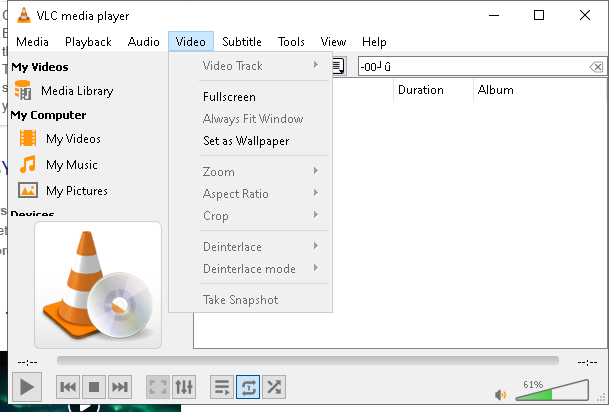 VLC media player
Media Playback Audio Video Subtitle Tools View Help
My Videos
Media Library
My Computer
My Videos
My Music
My Pictures
Devices
Video Track
Fullscreen
Always Fit Window
Set as Wallpaper
Zoom
Aspect Ratio
Crop
Deinterlace
Deinterlace mode
Take Snapshot
-00┘û
Duration Album
--:-- --:--
61%